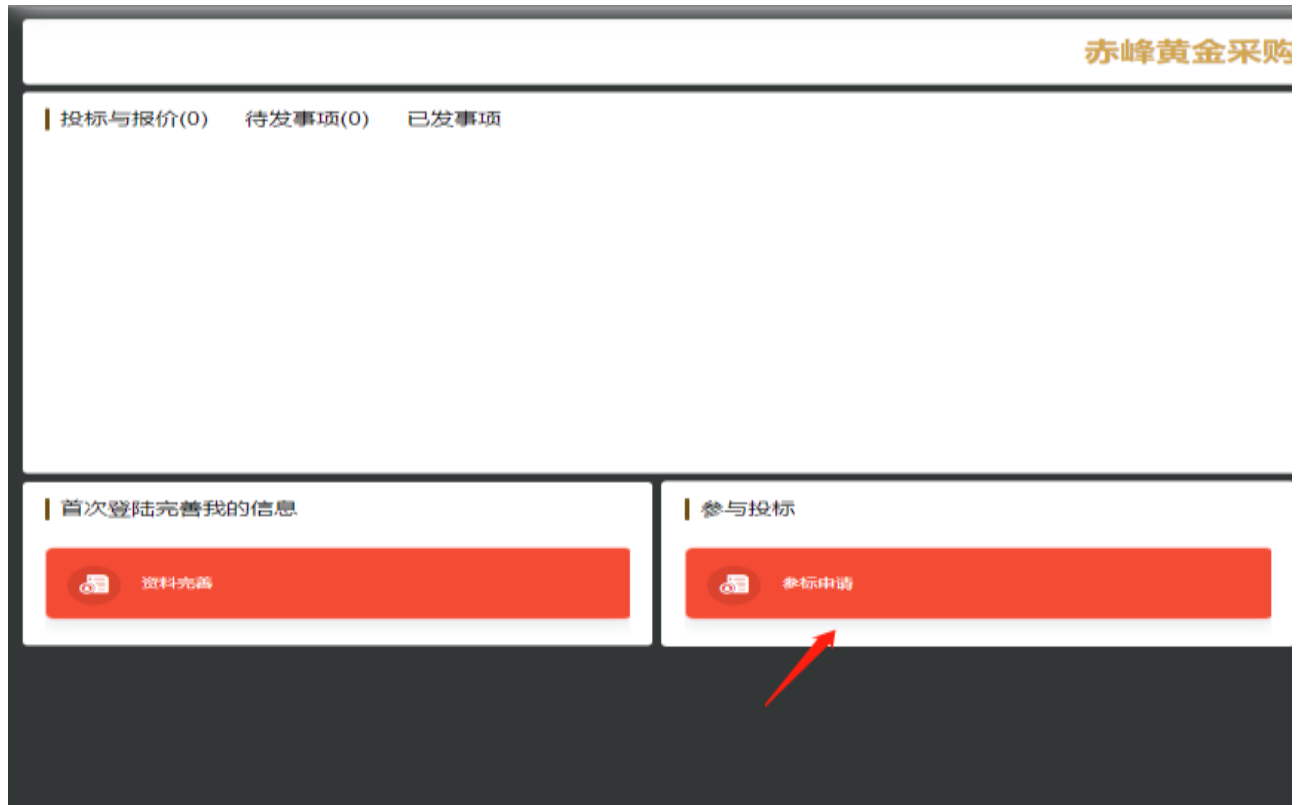 赤峰黄金采购
投标与报价(0) 待发事项(0) 已发事项
首次登陆完善我的信息
资料完善
参与投标
参标申请